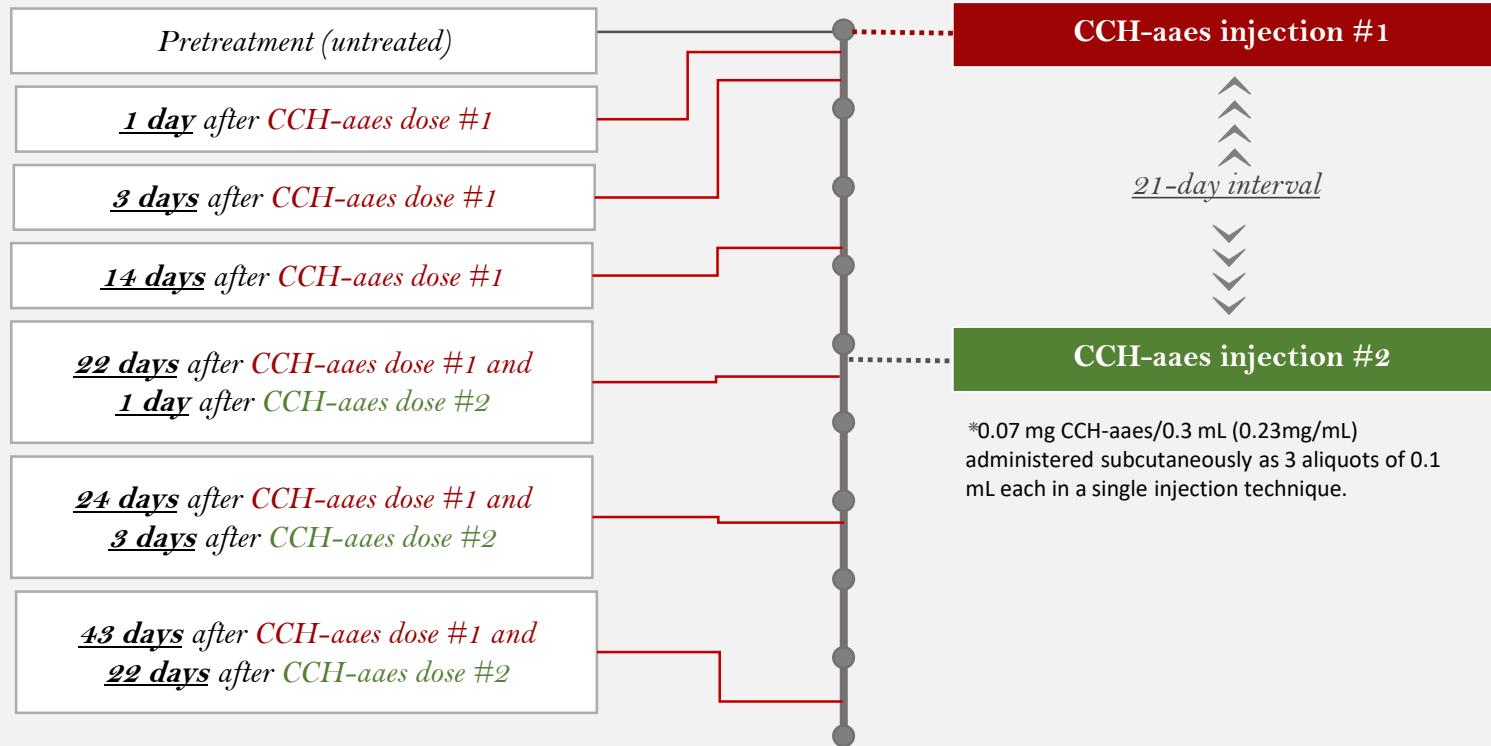 Pretreatment (untreated)
1 day after CCH-aaes dose #1
3 days after CCH-aaes dose #1
14 days after CCH-aaes dose #1
22 days after CCH-aaes dose #1 and
1 day after CCH-aaes dose #2
24 days after CCH-aaes dose #1 and
3 days after CCH-aaes dose #2
43 days after CCH-aaes dose #1 and
22 days after CCH-aaes dose #2
CCH-aaes injection #1
21-day interval
CCH-aaes injection #2
*0.07 mg CCH-aaes/0.3 mL (0.23mg/mL)
administered subcutaneously as 3 aliquots of 0.1
mL each in a single injection technique.